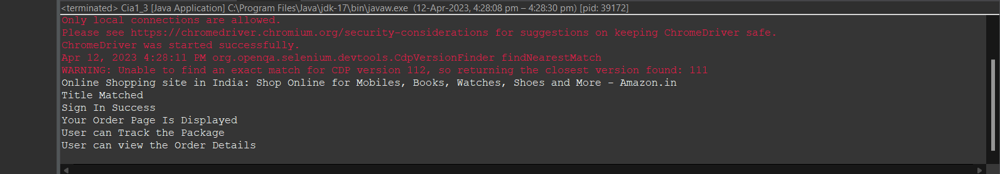 <terminated> Cia1_3 [Java Application] C:\Program Files\Java\jdk-17\bin\javaw.exe (12-Apr-2023, 4:28:08 pm – 4:28:30 pm) [pid: 39172]
Only local connections are allowed.
Please see https://chromedriver.chromium.org/security-considerations for suggestions on keeping ChromeDriver safe.
ChromeDriver was started successfully.
Apr 12, 2023 4:28:11 PM org.openqa.selenium.devtools.CdpVersionFinder findNearestMatch
WARNING: Unable to find an exact match for CDP version 112, so returning the closest version found: 111
Online Shopping site in India: Shop Online for Mobiles, Books, Watches, Shoes and More - Amazon.in
Title Matched
Sign In Success
Your Order Page Is Displayed
User can Track the Package
User can view the Order Details